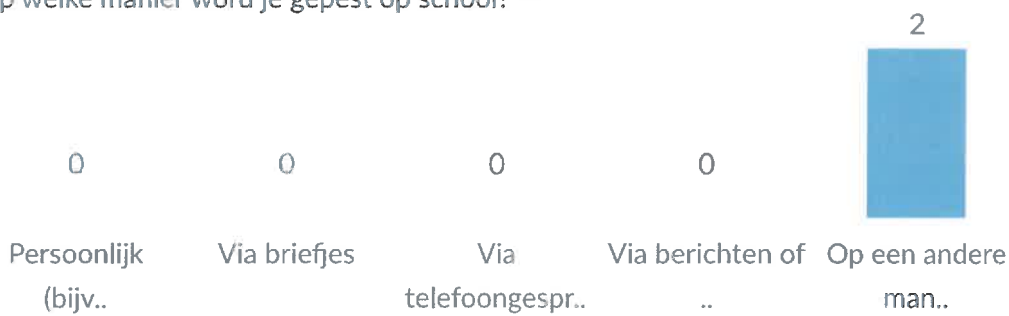 welke manier word je gepest op school?
2
0 0 0 0
Persoonlijk Via briefjes Via Via berichten of Op een andere
(bijv.. telefoongespr.. .. man..